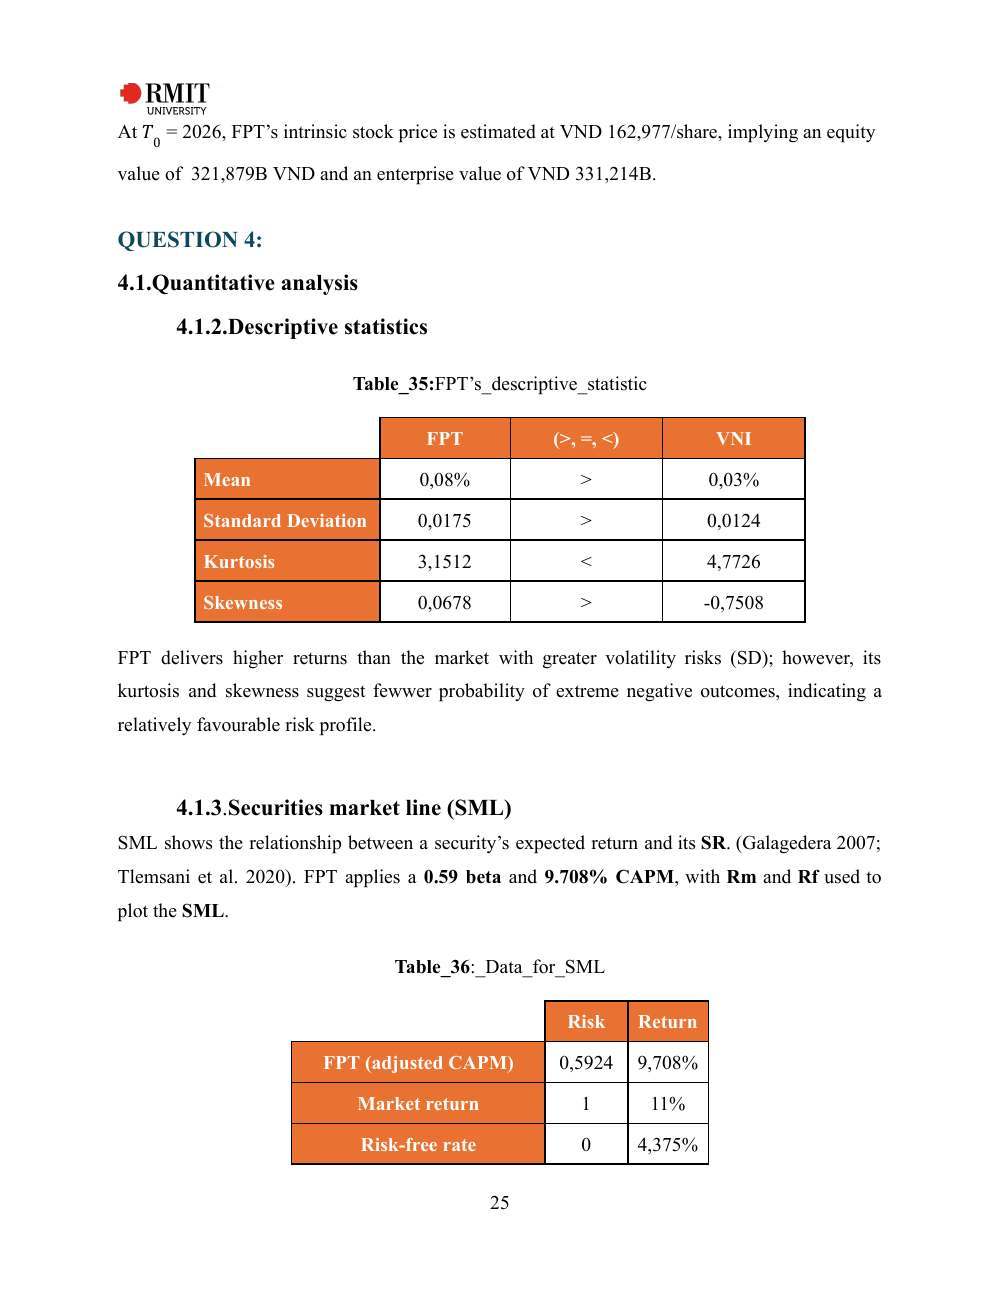 RMIT
UNIVERSITY
At T0 = 2026, FPT’s intrinsic stock price is estimated at VND 162,977/share, implying an equity
value of 321,879B VND and an enterprise value of VND 331,214B.
QUESTION 4:
4.1.Quantitative analysis
4.1.2.Descriptive statistics
Table_35:FPT’s_descriptive_statistic
FPT (>, =, <) VNI
Mean 0,08% > 0,03%
Standard Deviation 0,0175 > 0,0124
Kurtosis 3,1512 < 4,7726
Skewness 0,0678 > -0,7508
FPT delivers higher returns than the market with greater volatility risks (SD); however, its
kurtosis and skewness suggest fewwer probability of extreme negative outcomes, indicating a
relatively favourable risk profile.
4.1.3.Securities market line (SML)
SML shows the relationship between a security’s expected return and its SR. (Galagedera 2007;
Tlemsani et al. 2020). FPT applies a 0.59 beta and 9.708% CAPM, with Rm and Rf used to
plot the SML.
Table_36:_Data_for_SML
Risk Return
FPT (adjusted CAPM) 0,5924 9,708%
Market return 1 11%
Risk-free rate 0 4,375%
25